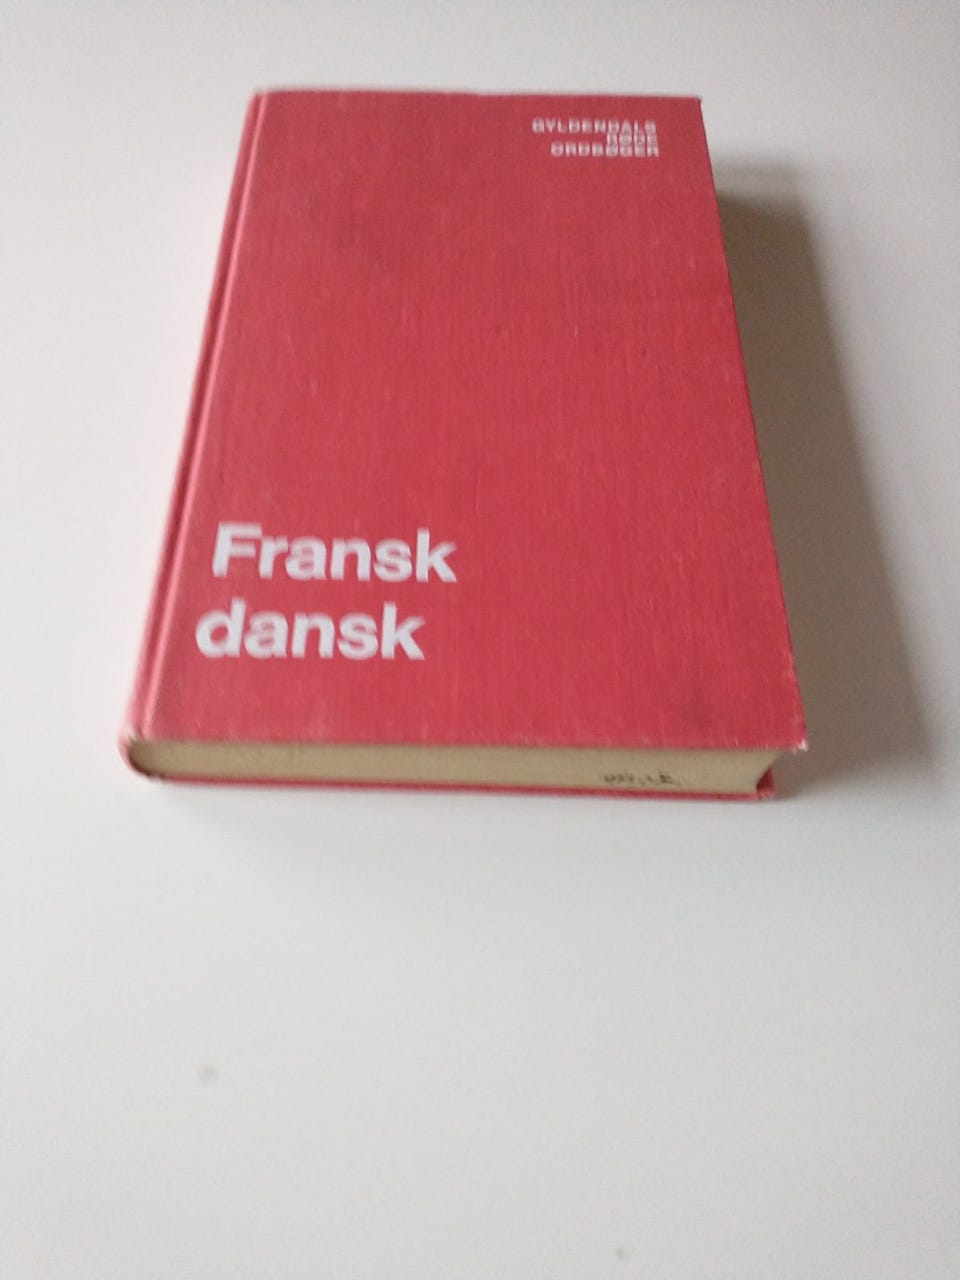 GYLDENDALS
RØDE
ORDBØGER
Fransk
dansk